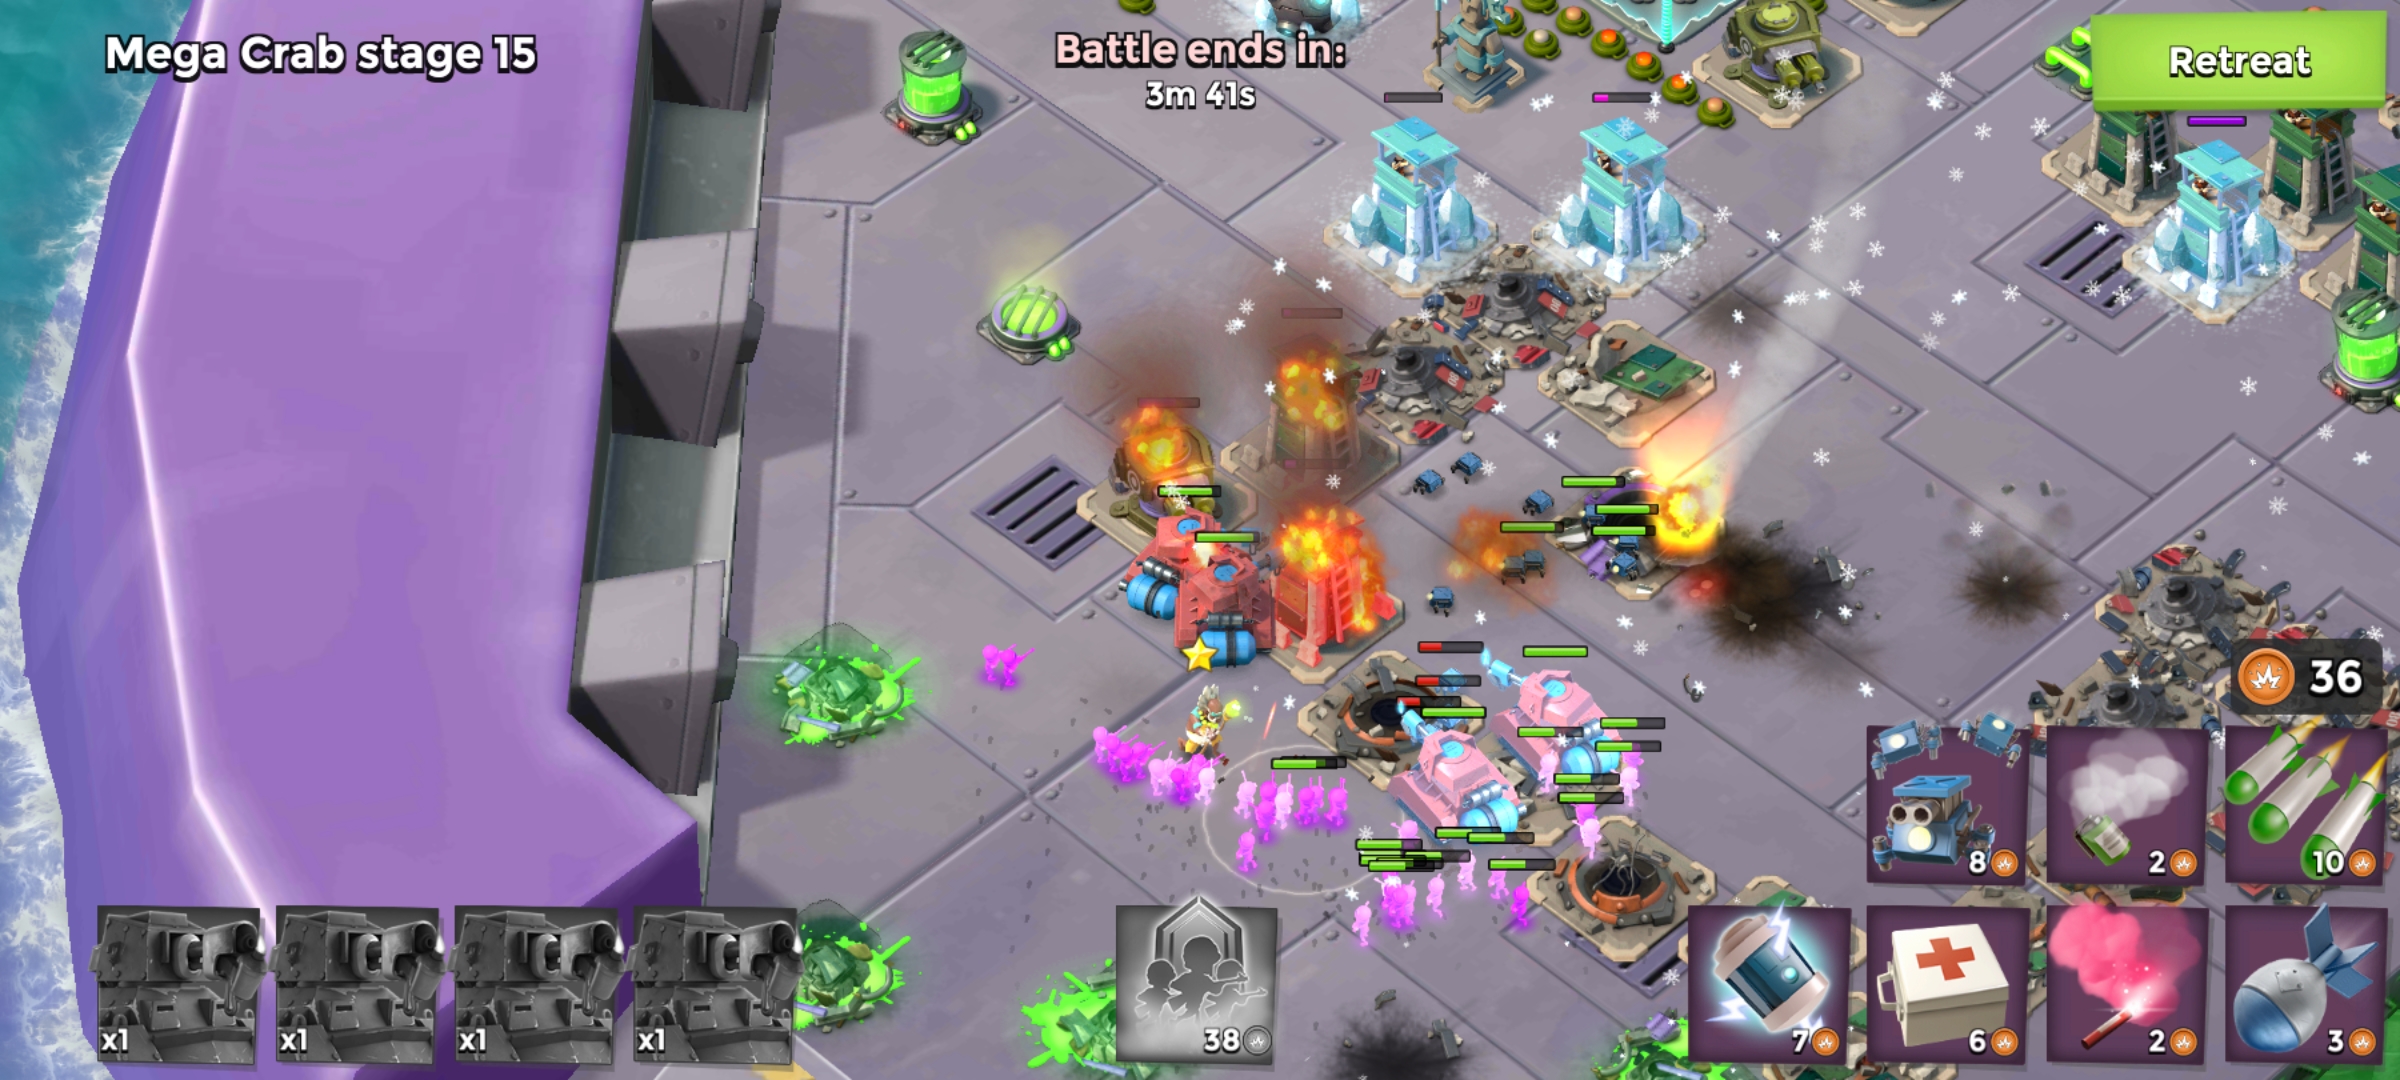 Mega Crab stage 15
Battle ends in:
3m 41s
Retreat
36
8
2
10
x1
x1
x1
x1
38
7
6
2
3